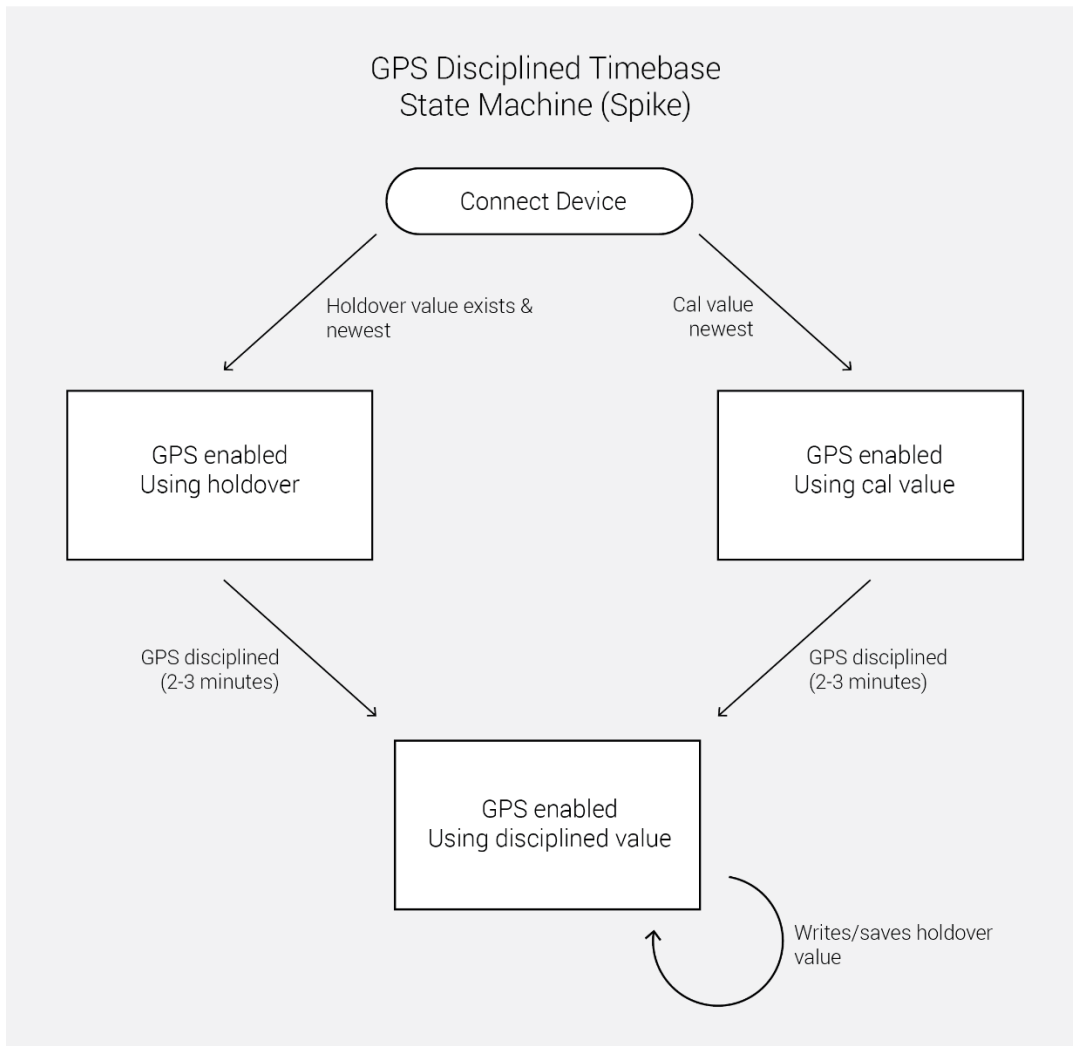 GPS Disciplined Timebase
State Machine (Spike)
Connect Device
Holdover value exists &
newest
Cal value
newest
GPS enabled
Using holdover
GPS enabled
Using cal value
GPS disciplined
(2-3 minutes)
GPS disciplined
(2-3 minutes)
GPS enabled
Using disciplined value
Writes/saves holdover
value